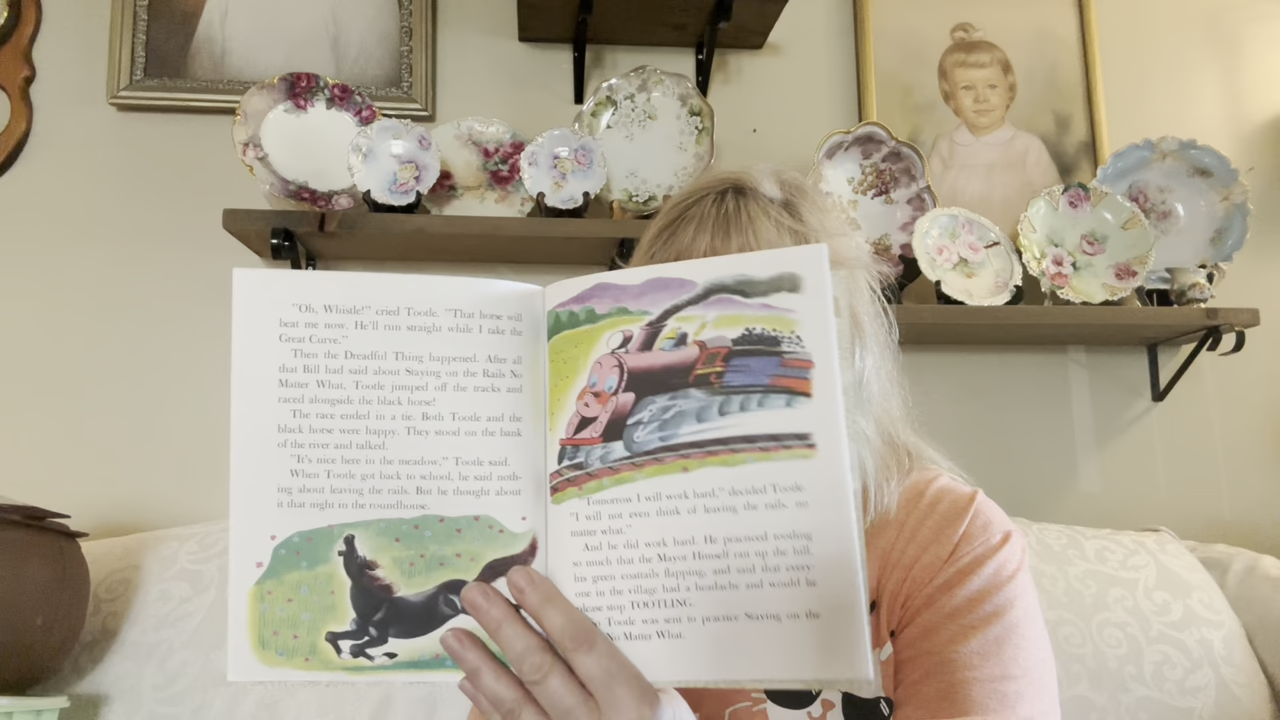 "Oh, Whistle!" cried Tootle. "That horse will
beat me now. He'll run straight while I take the
Great Curve."
Then the Dreadful Thing happened. After all
that Bill had said about Staying on the Rails No
Matter What, Tootle jumped off the tracks and
raced alongside the black horse!
The race ended in a tie. Both Tootle and the
black horse were happy. They stood on the bank
of the river and talked.
"It's nice here in the meadow," Tootle said.
When Tootle got back to school, he said noth-
ing about leaving the rails. But he thought about
it that night in the roundhouse.
"Tomorrow I will work hard," decided Tootle.
"I will not even think of leaving the rails, no
matter what."
And he did work hard. He practiced tootling
so much that the Mayor Himself ran up the hill,
his green coattails flapping, and said that every-
one in the village had a headache and would he
please stop TOOTLING.
So Tootle was sent to practice Staying on the
No Matter What.